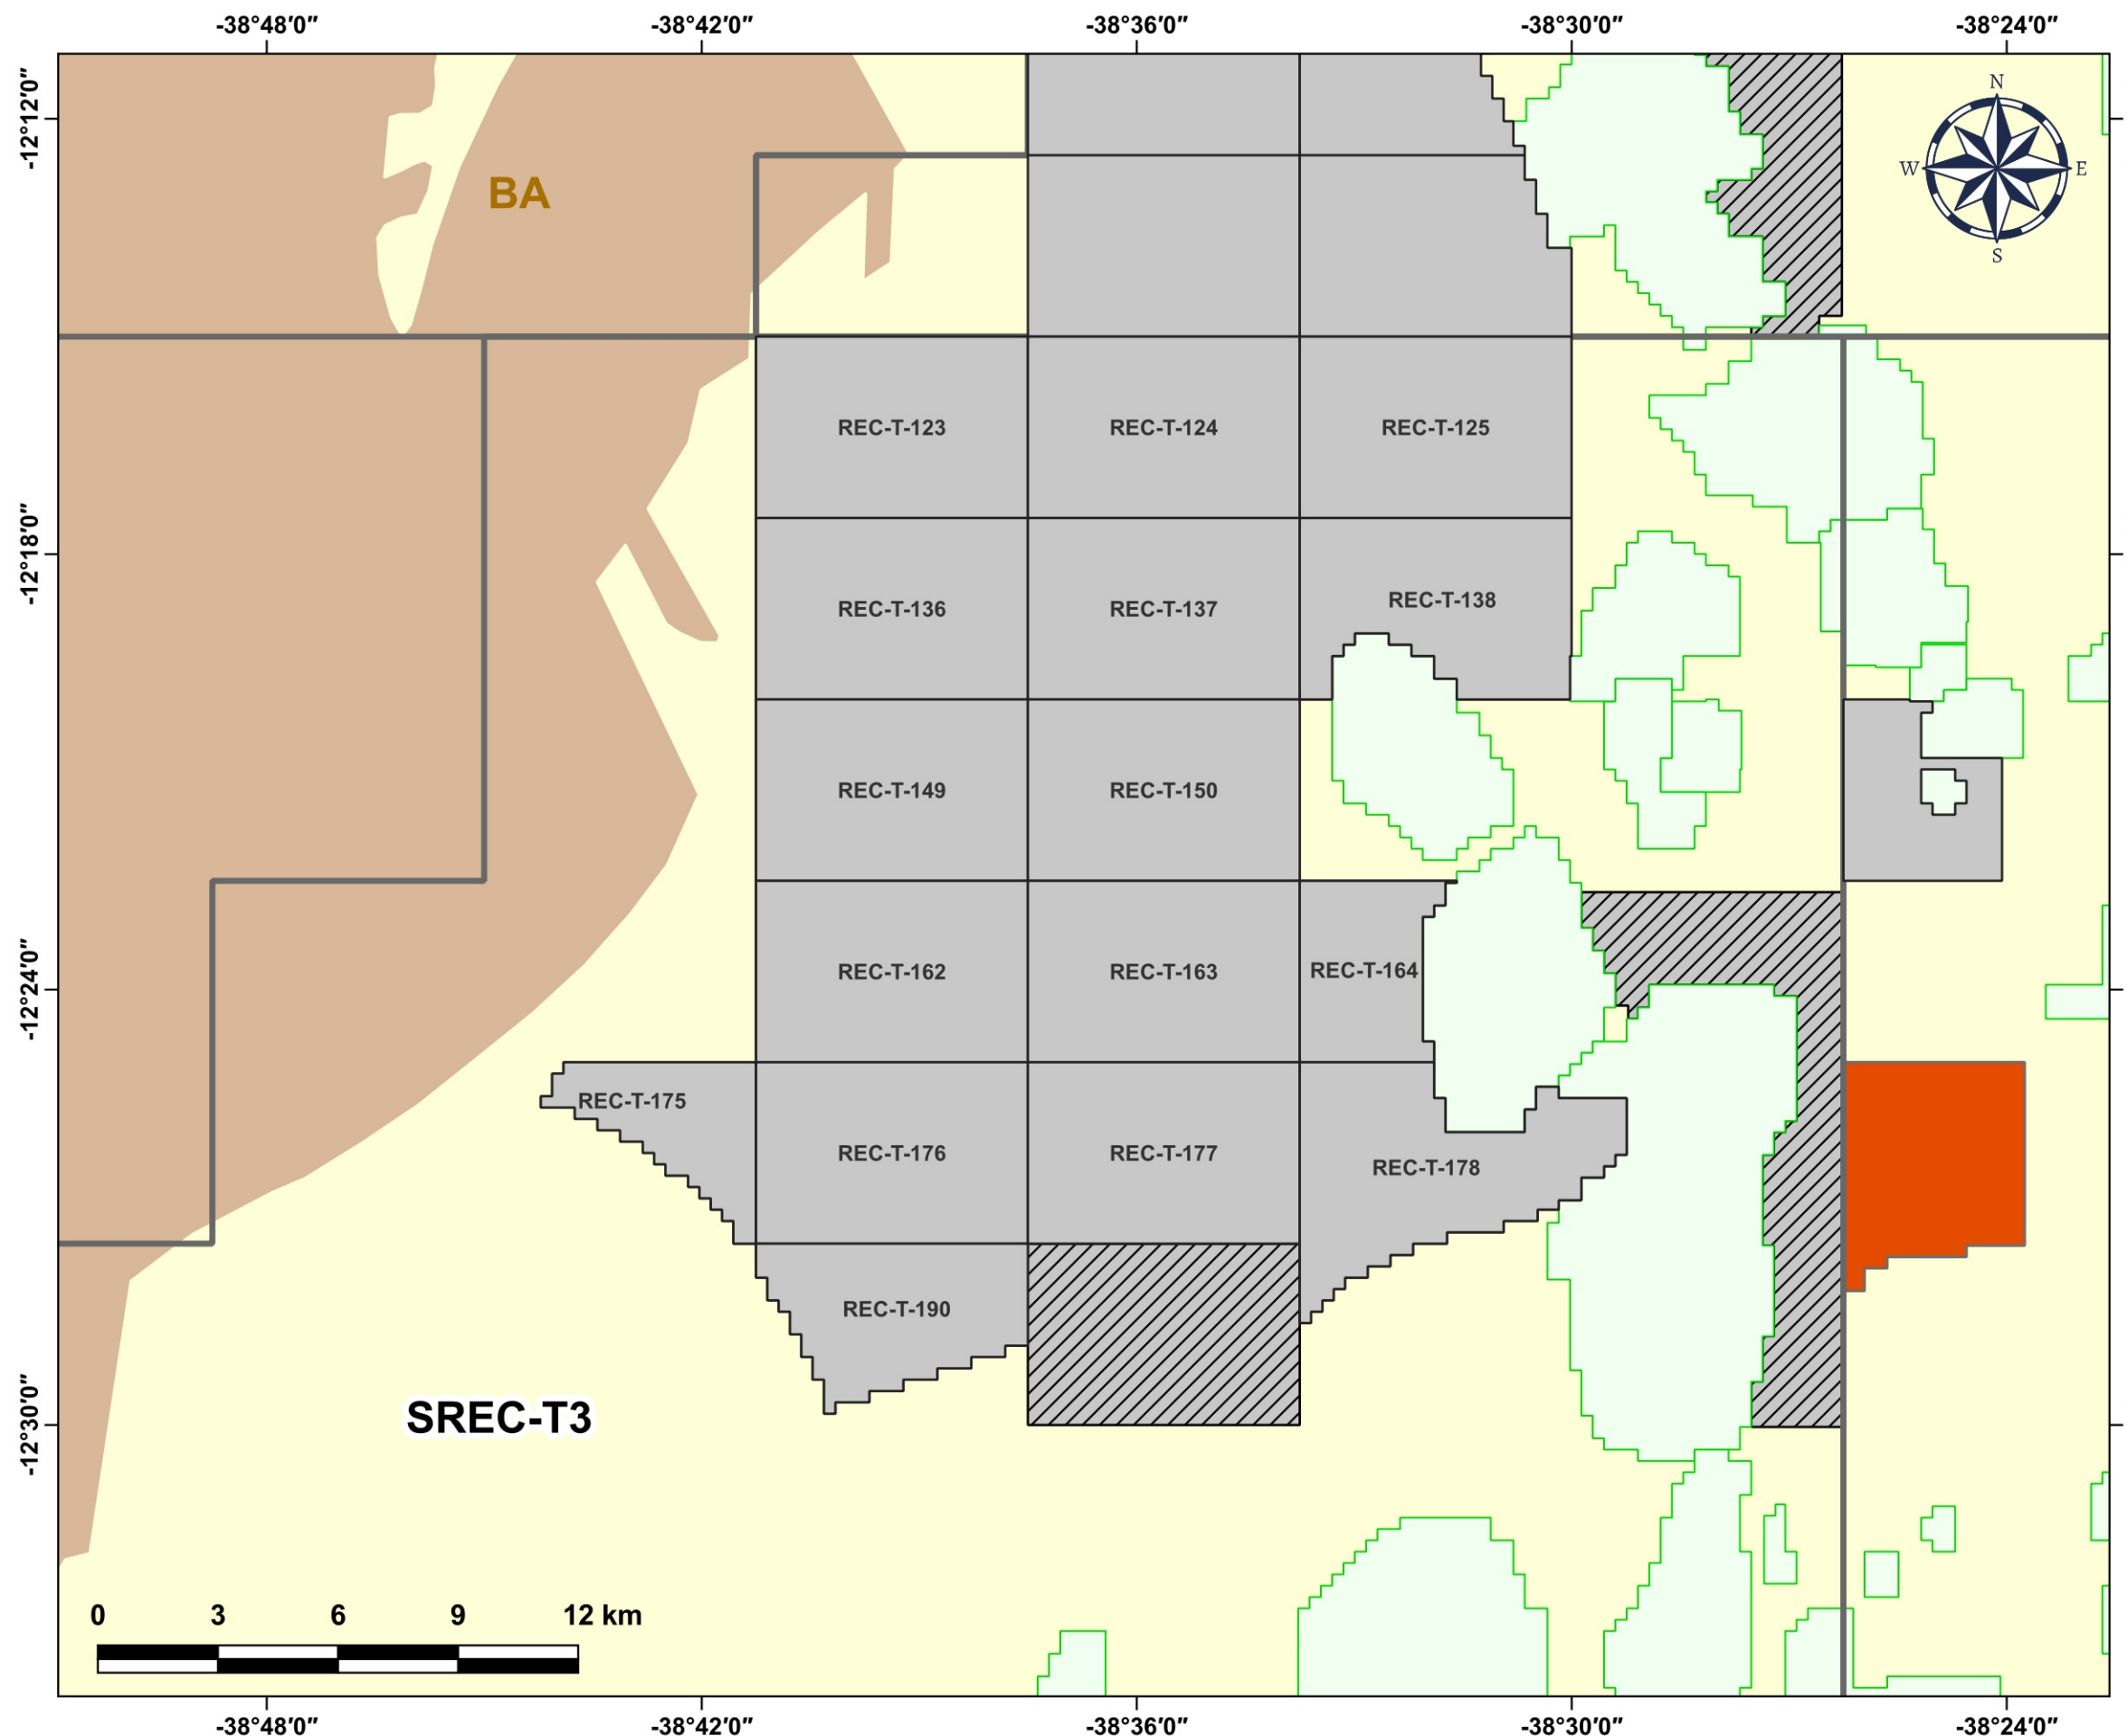 -38°48'0" -38°42'0" -38°36'0" -38°30'0" -38°24'0"
-12°12'0"
N
W E
S
BA
REC-T-123 REC-T-124 REC-T-125
-12°18'0"
REC-T-136 REC-T-137 REC-T-138
REC-T-149 REC-T-150
-12°24'0"
REC-T-162 REC-T-163 REC-T-164
REC-T-175 REC-T-176 REC-T-177 REC-T-178
REC-T-190
-12°30'0"
SREC-T3
0 3 6 9 12 km
-38°48'0" -38°42'0" -38°36'0" -38°30'0" -38°24'0"